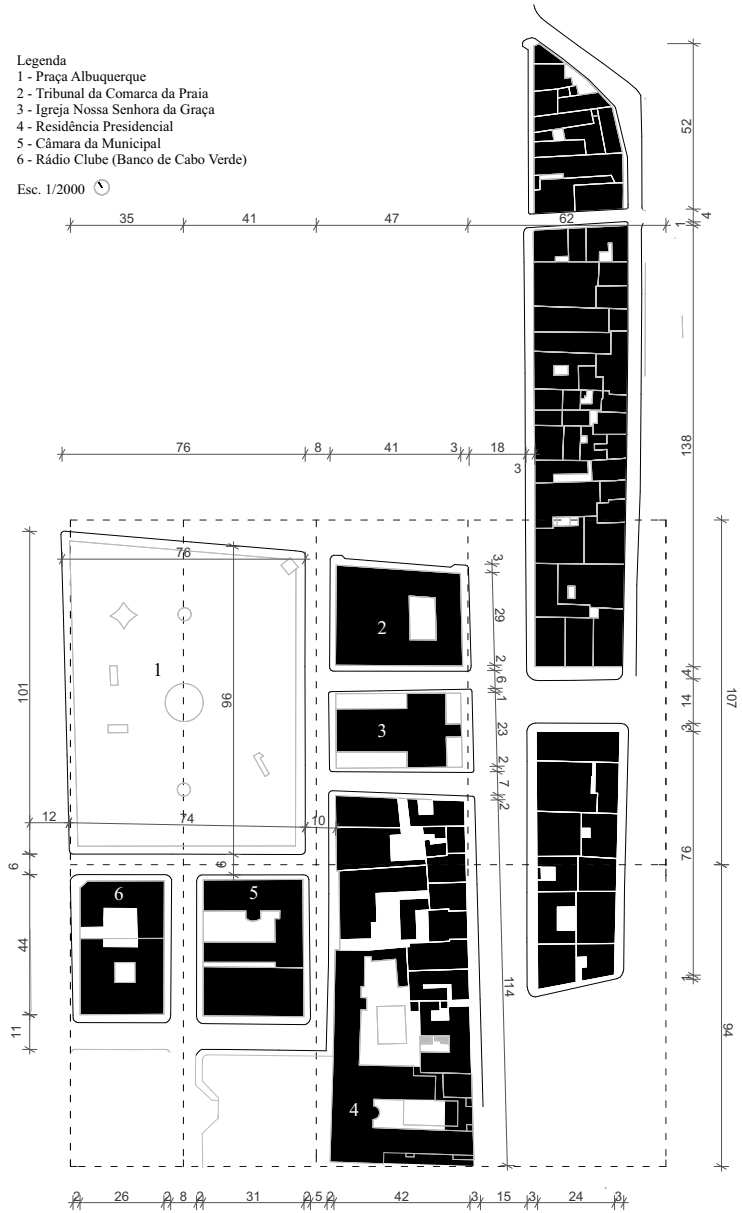 Legenda
1 - Praça Albuquerque
2 - Tribunal da Comarca da Praia
3 - Igreja Nossa Senhora da Graça
4 - Residência Presidencial
5 - Câmara da Municipal
6 - Rádio Clube (Banco de Cabo Verde)
Esc. 1/2000
52
35 41 47 62 1 4
138
76 8 41 3 18
3
76
3
29
2
1
2
6
1
101
96
3
23
2
7
2
4
14
3
107
12 74 10
6
9
76
6
5
44
114
1
11
94
4
2 26 2 8 2 31 2 5 2 42 3 15 3 24 3